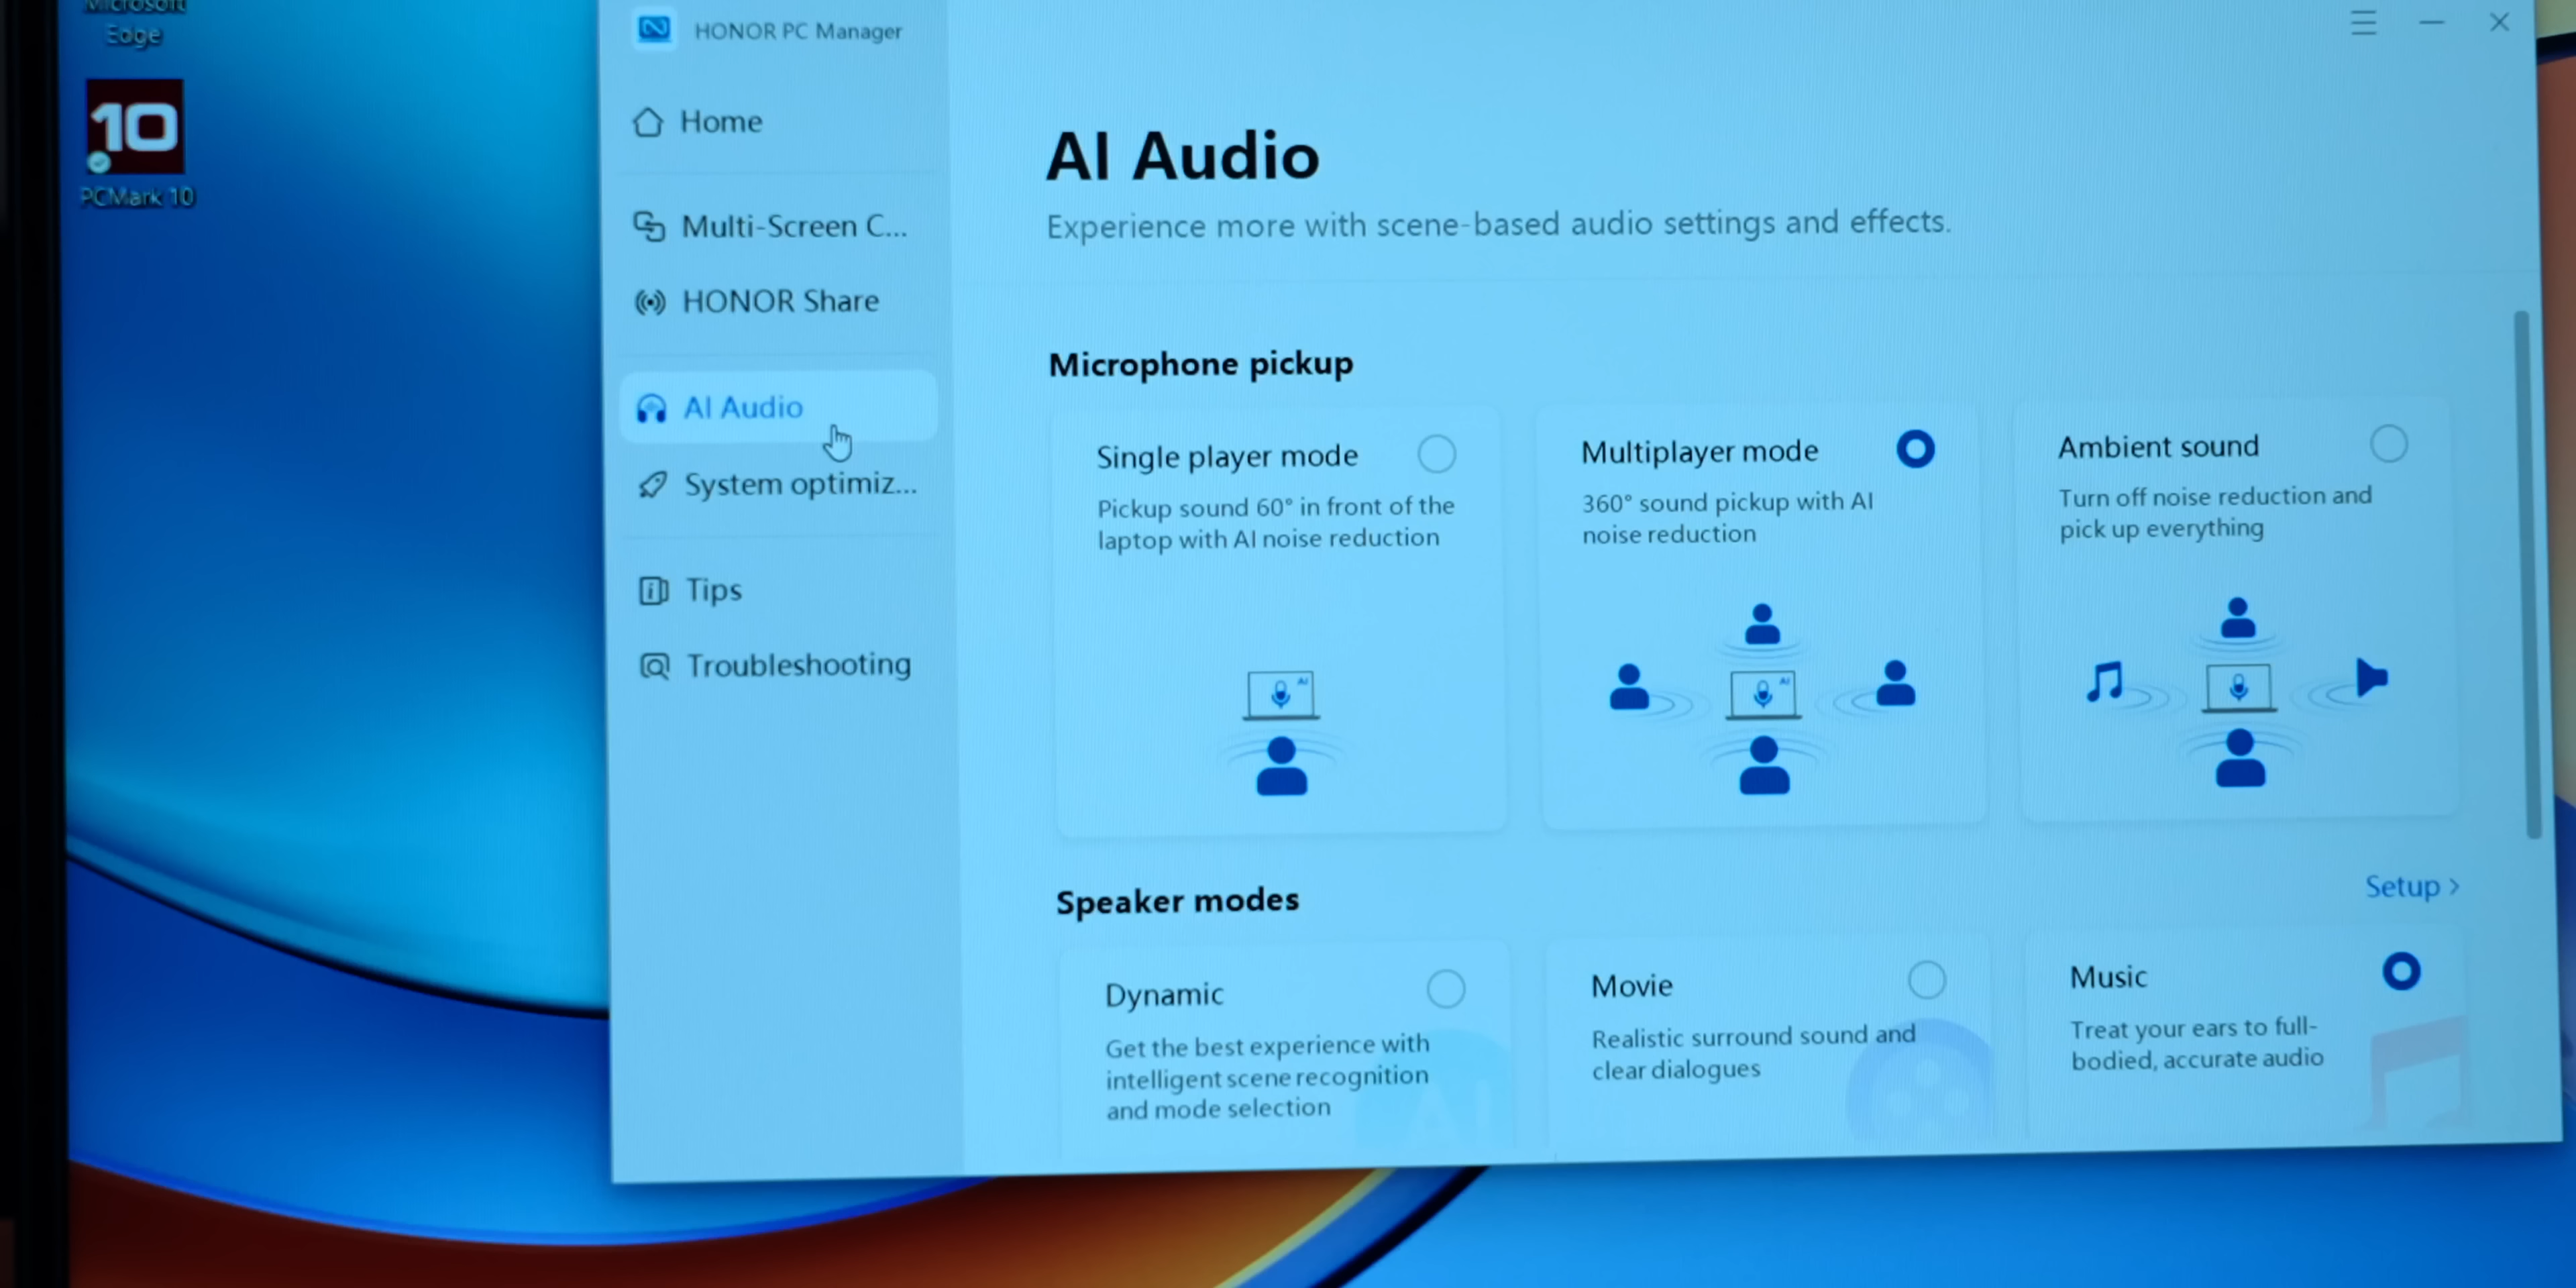 Microsoft
Edge
10
PCMark 10
HONOR PC Manager
Home
Multi-Screen C...
HONOR Share
AI Audio
System optimiz...
Tips
Troubleshooting
AI Audio
Experience more with scene-based audio settings and effects.
Microphone pickup
Single player mode
Pickup sound 60° in front of the
laptop with AI noise reduction
AI
Multiplayer mode
360° sound pickup with AI
noise reduction
AI
Ambient sound
Turn off noise reduction and
pick up everything
Speaker modes
Setup >
Dynamic
Get the best experience with
intelligent scene recognition
and mode selection
AI
Movie
Realistic surround sound and
clear dialogues
Music
Treat your ears to full-
bodied, accurate audio